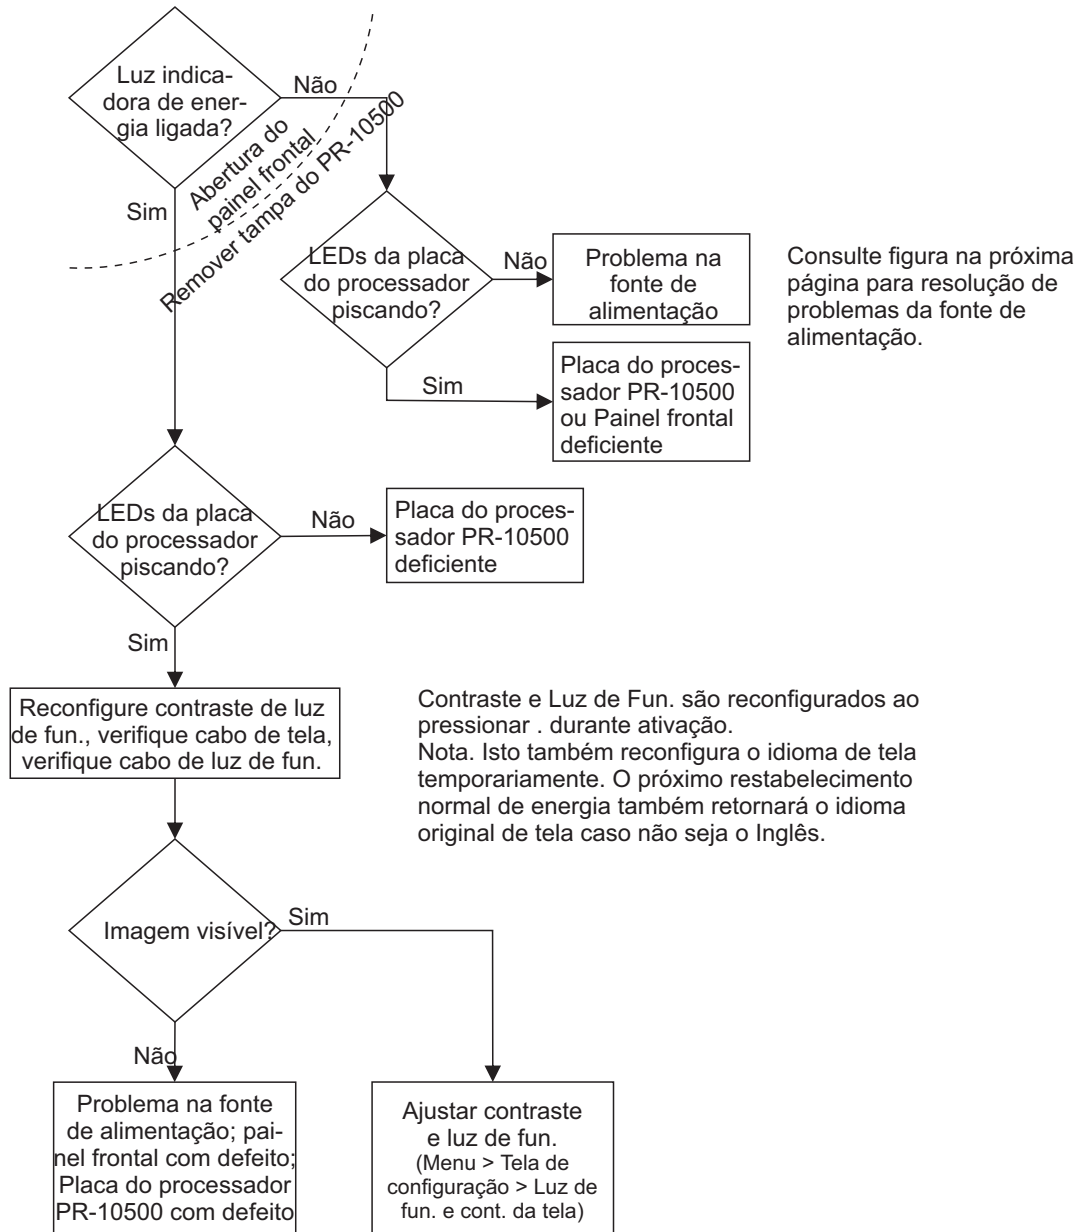 Luz indica-
dora de ener-
gia ligada?
Não
Sim
Abertura do
painel frontal
Remover tampa do PR-10500
LEDs da placa
do processador
piscando?
Não
Problema na
fonte de
alimentação
Consulte figura na próxima
página para resolução de
problemas da fonte de
alimentação.
Sim
Placa do proces-
sador PR-10500
ou Painel frontal
deficiente
LEDs da placa
do processador
piscando?
Não
Placa do proces-
sador PR-10500
deficiente
Sim
Reconfigure contraste de luz
de fun., verifique cabo de tela,
verifique cabo de luz de fun.
Contraste e Luz de Fun. são reconfigurados ao
pressionar . durante ativação.
Nota. Isto também reconfigura o idioma de tela
temporariamente. O próximo restabelecimento
normal de energia também retornará o idioma
original de tela caso não seja o Inglês.
Imagem visível?
Sim
Não
Problema na fonte
de alimentação; pai-
nel frontal com defeito;
Placa do processador
PR-10500 com defeito
Ajustar contraste
e luz de fun.
(Menu > Tela de
configuração > Luz de
fun. e cont. da tela)